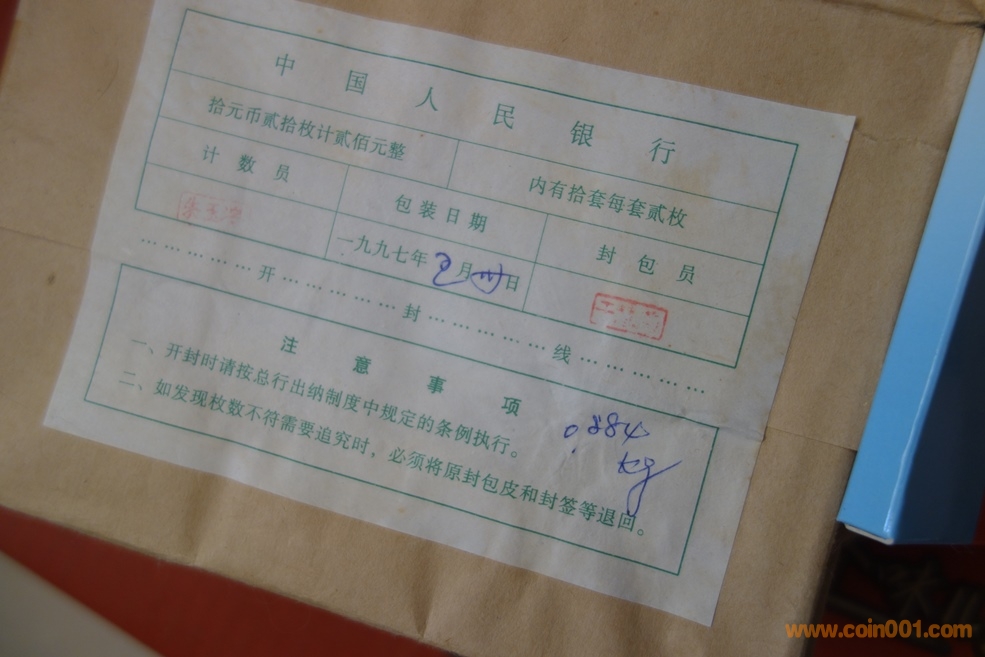 中国人民银行
拾元币贰拾枚计贰佰元整
内有拾套每套贰枚
计数员
包装日期
封包员
一九九七年 月 日
……………开……………封……………线……………
注意事项
一、开封时请按总行出纳制度中规定的条例执行。
二、如发现枚数不符需要追究时，必须将原封包皮和封签等退回。
0.884
kg
www.coin001.com